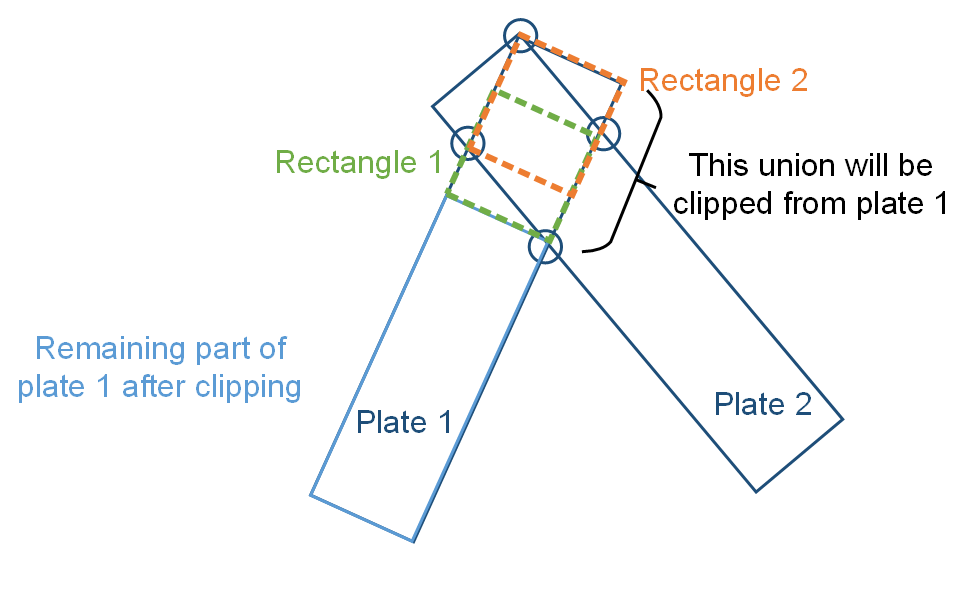 Rectangle 2
Rectangle 1
This union will be
clipped from plate 1
Remaining part of
plate 1 after clipping
Plate 1
Plate 2